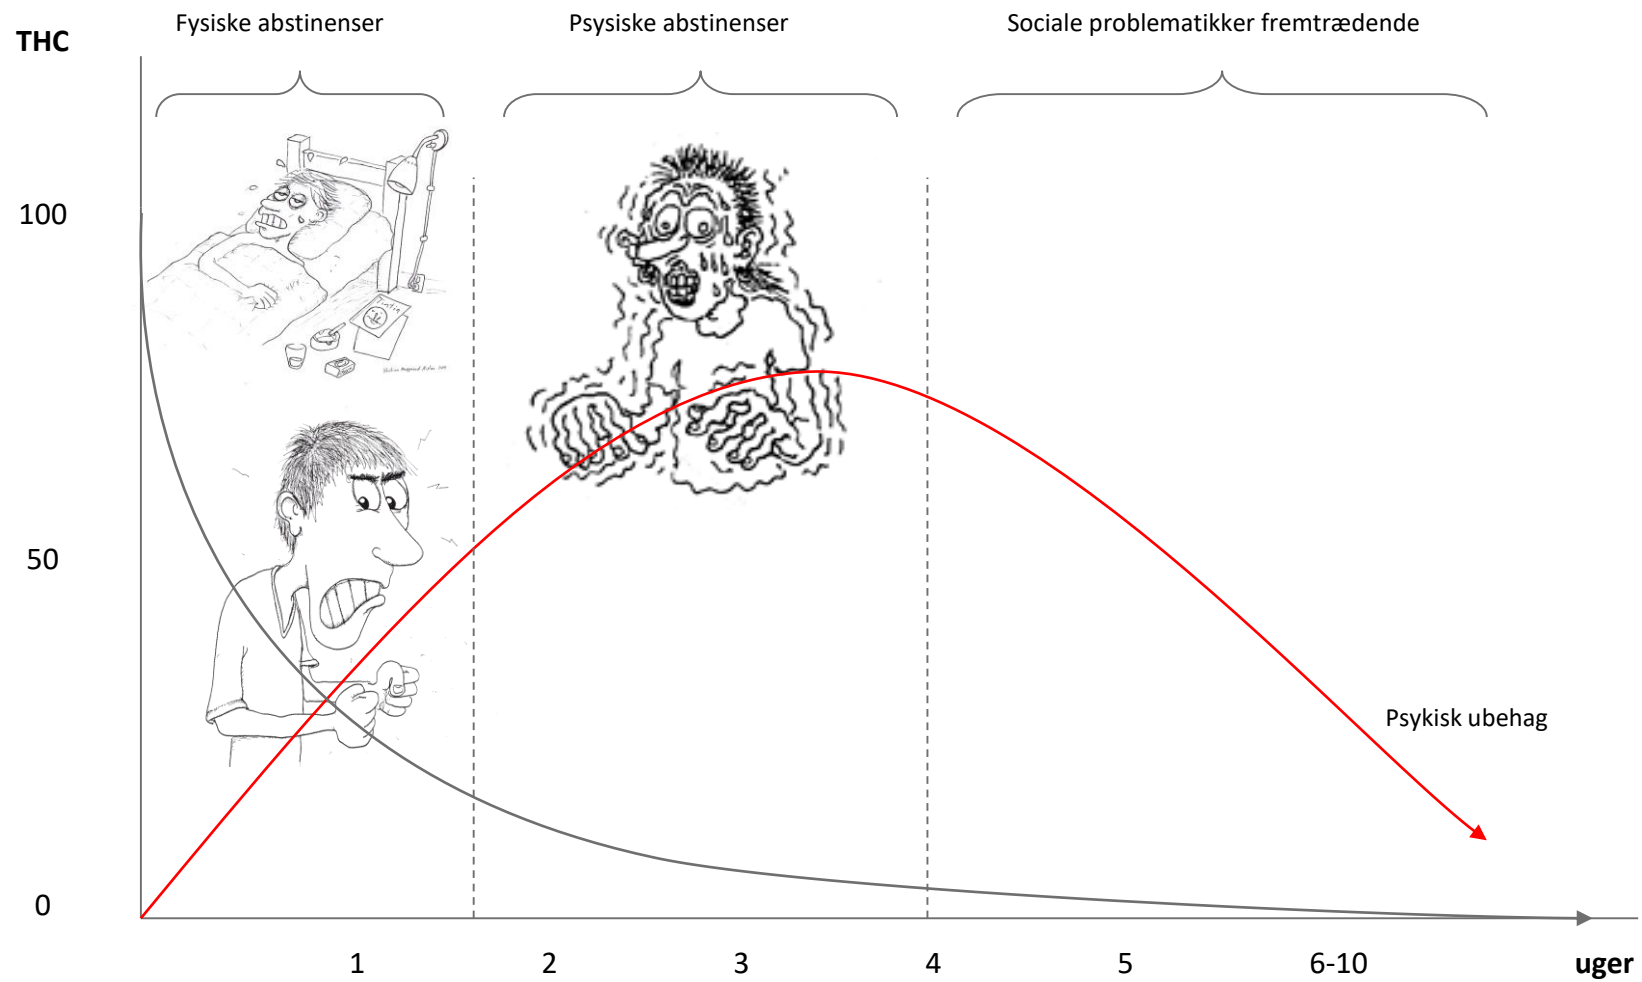 Fysiske abstinenser
Psysiske abstinenser
Sociale problematikker fremtrædende
THC
100
50
0
Psykisk ubehag
1
2
3
4
5
6-10
uger